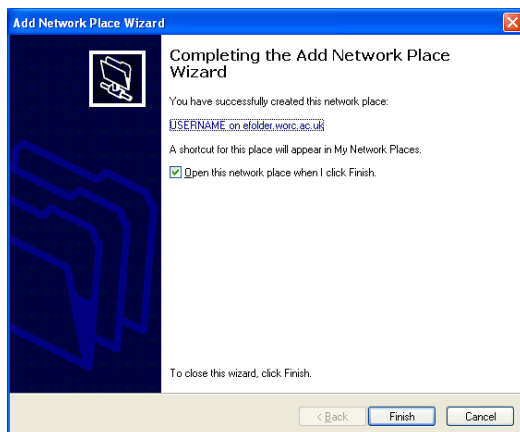 Add Network Place Wizard
Completing the Add Network Place
Wizard
You have successfully created this network place:
USERNAME on efolder.worc.ac.uk
A shortcut for this place will appear in My Network Places.
Open this network place when I click Finish.
To close this wizard, click Finish.
< Back
Finish
Cancel